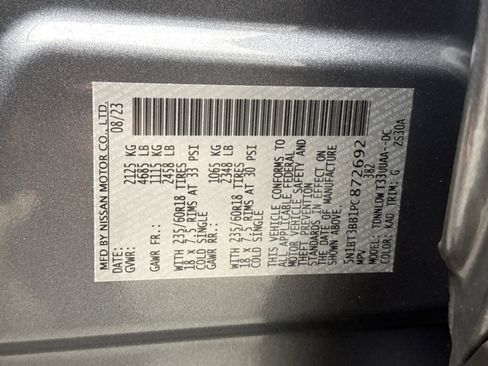 MFD BY NISSAN MOTOR CO., LTD.
DATE: 08/23
GVWR: 2125 KG
4685 LB
GAWR FR: KG
2458 LB
WITH 235/60R18 TIRES
18 X 7.5 RIMS AT 33 PSI
COLD SINGLE
GAWR RR: 1065 KG
2348 LB
WITH 235/60R18 TIRES
18 X 7.5 RIMS AT 30 PSI
COLD SINGLE
THIS VEHICLE CONFORMS TO
ALL APPLICABLE FEDERAL
MOTOR VEHICLE SAFETY AND
THEFT PREVENTION
STANDARDS IN EFFECT ON THE
DATE OF MANUFACTURE
SHOWN ABOVE.
5N1BT3BB1PC872692
MPV 382
MODEL:
COLOR: KAD TRIM: G ZS30A